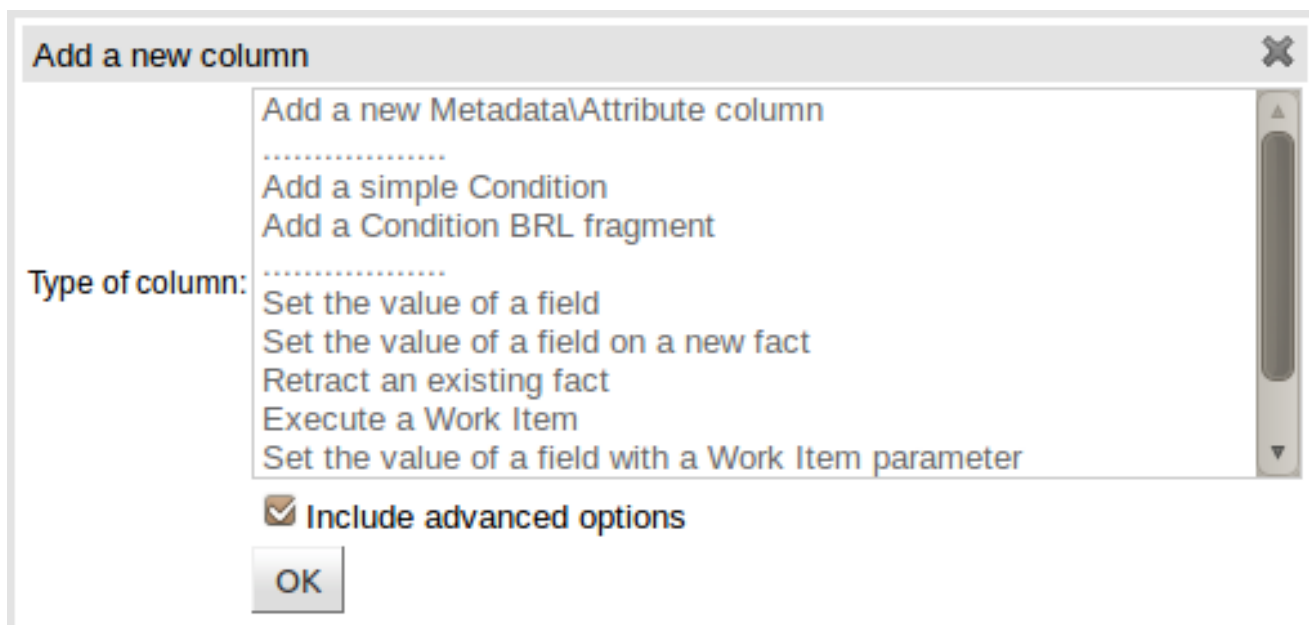 Add a new column
Type of column:
Add a new Metadata\Attribute column
..................
Add a simple Condition
Add a Condition BRL fragment
..................
Set the value of a field
Set the value of a field on a new fact
Retract an existing fact
Execute a Work Item
Set the value of a field with a Work Item parameter
Include advanced options
OK